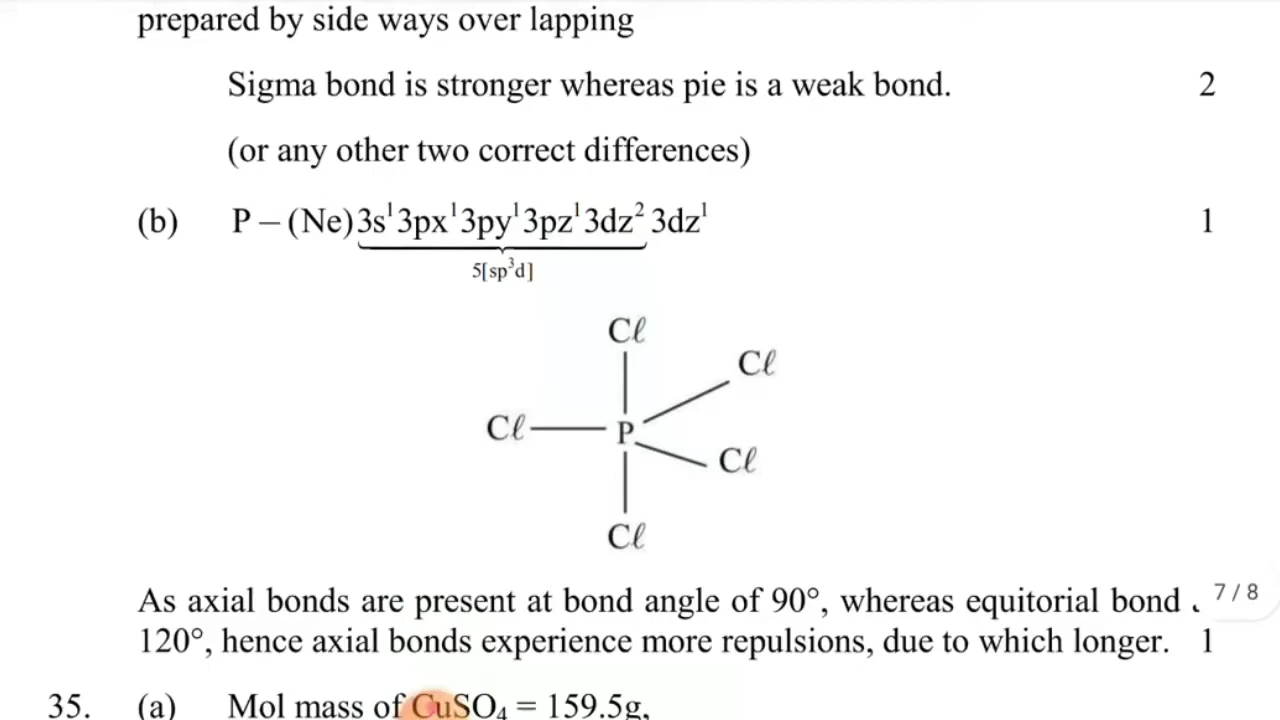 prepared by side ways over lapping
Sigma bond is stronger whereas pie is a weak bond. 2
(or any other two correct differences)
(b) P – (Ne) 3s¹3px¹3py¹3pz¹3dz² 3dz¹ 1
5[sp³d]
Cℓ
Cℓ
Cℓ P
Cℓ
Cℓ
As axial bonds are present at bond angle of 90°, whereas equitorial bond
7 / 8
120°, hence axial bonds experience more repulsions, due to which longer. 1
35. (a) Mol mass of CuSO₄ = 159.5g,